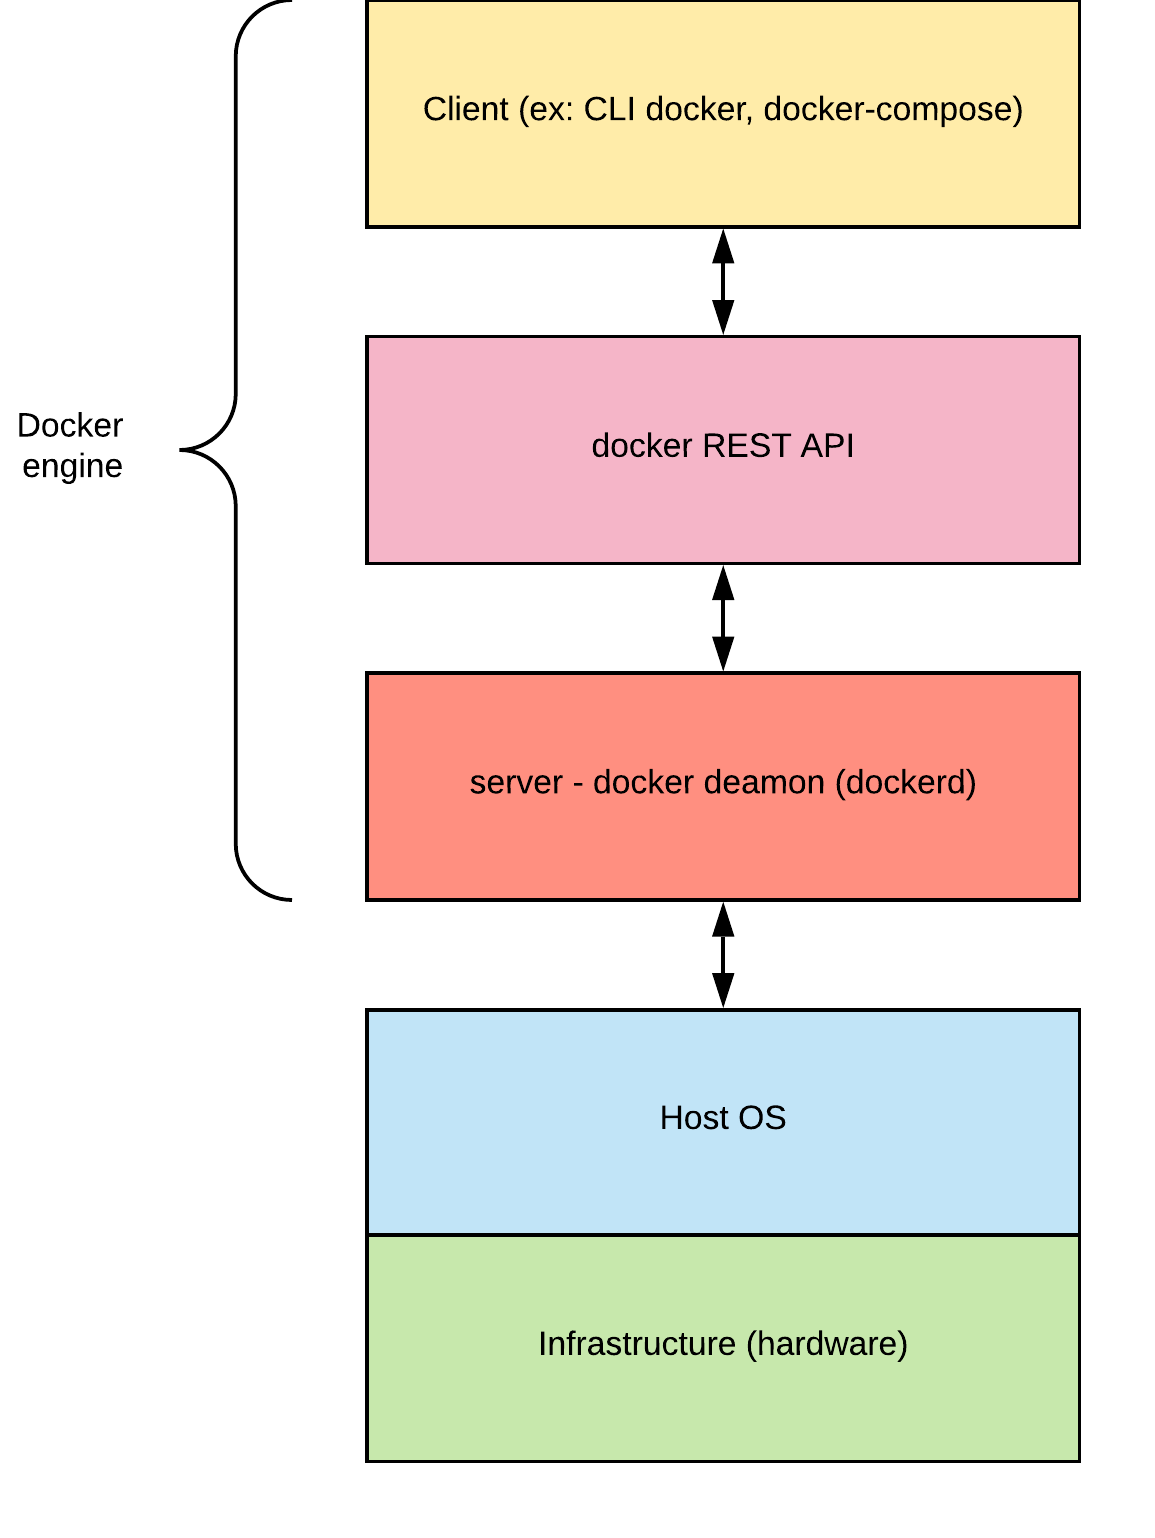 Client (ex: CLI docker, docker-compose)
docker REST API
Docker
engine
server - docker deamon (dockerd)
Host OS
Infrastructure (hardware)